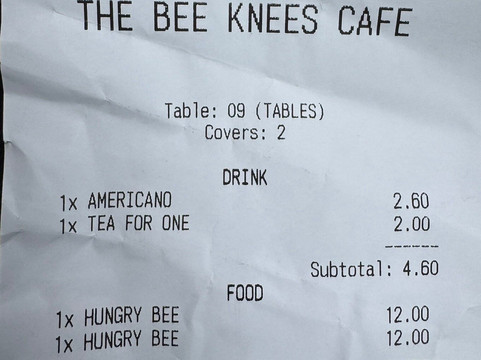 THE BEE KNEES CAFE
Table: 09 (TABLES)
Covers: 2
DRINK
1x AMERICANO 2.60
1x TEA FOR ONE 2.00
------
Subtotal: 4.60
FOOD
1x HUNGRY BEE 12.00
1x HUNGRY BEE 12.00